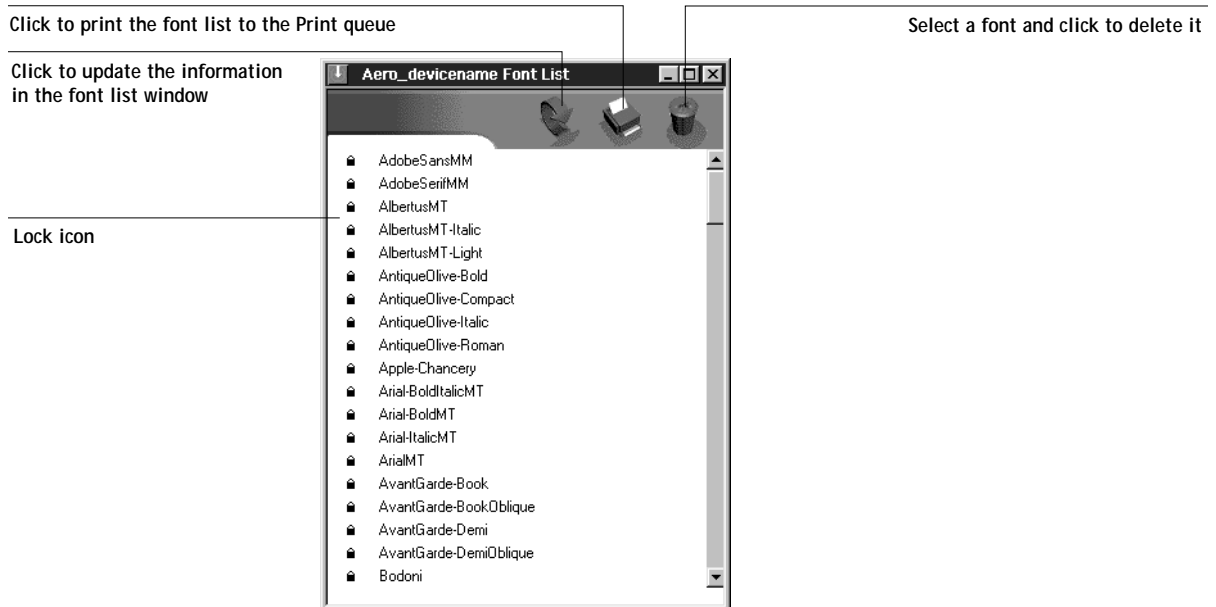 Click to print the font list to the Print queue
Select a font and click to delete it
Click to update the information
in the font list window
Aero_devicename Font List
AdobeSansMM
AdobeSerifMM
AlbertusMT
Lock icon
AlbertusMT-Italic
AlbertusMT-Light
AntiqueOlive-Bold
AntiqueOlive-Compact
AntiqueOlive-Italic
AntiqueOlive-Roman
Apple-Chancery
Arial-BoldItalicMT
Arial-BoldMT
Arial-ItalicMT
ArialMT
AvantGarde-Book
AvantGarde-BookOblique
AvantGarde-Demi
AvantGarde-DemiOblique
Bodoni